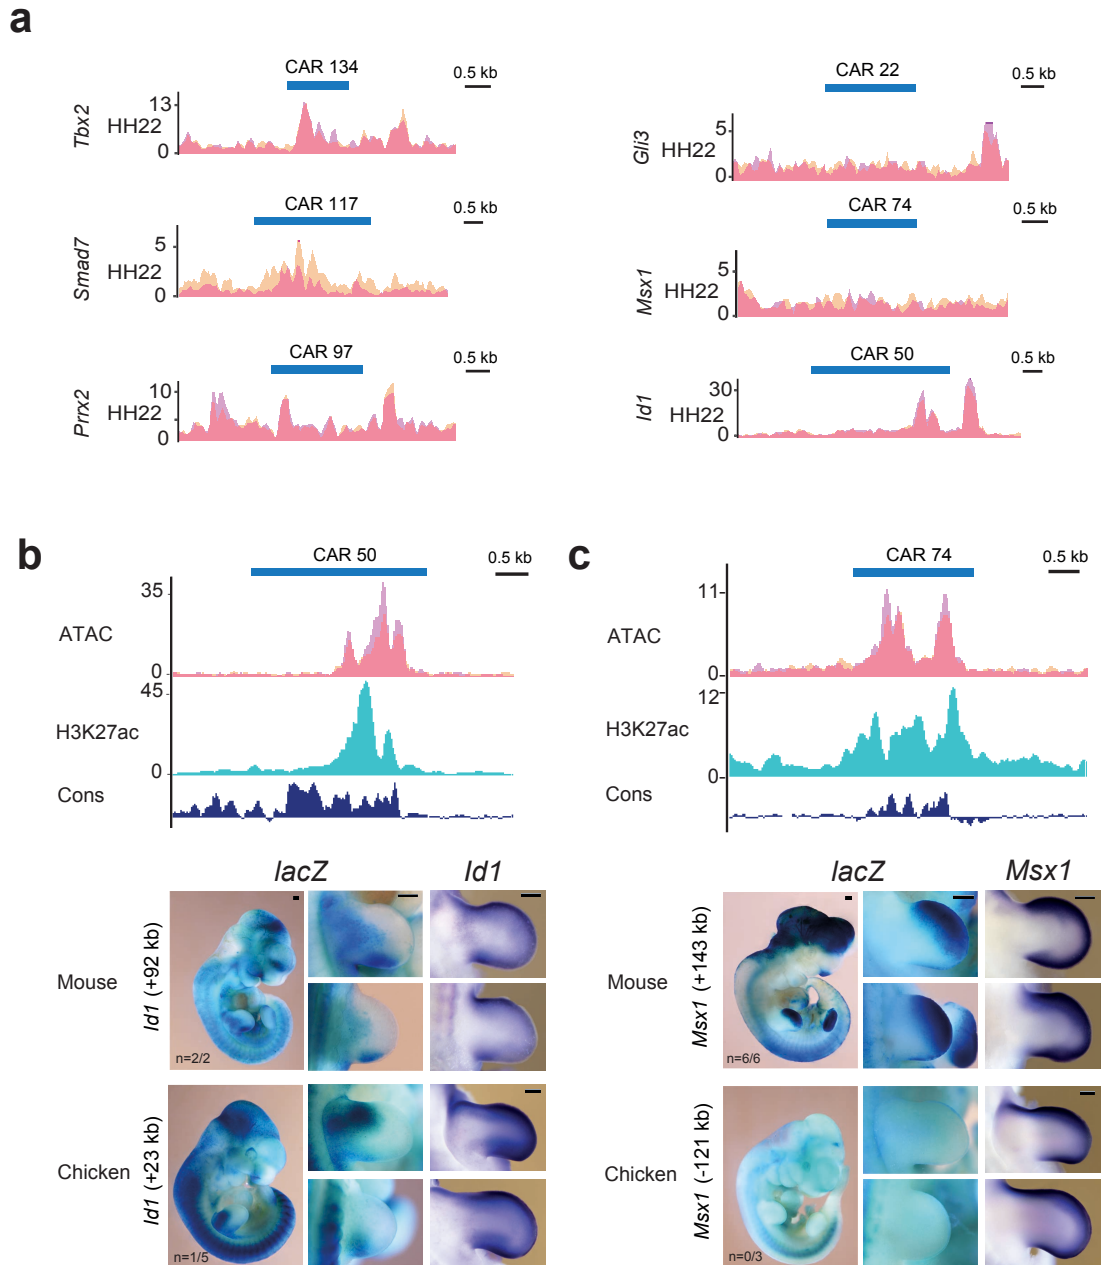 a
CAR 134
0.5 kb
Tbx2
HH22
13
0
CAR 117
0.5 kb
Smad7
HH22
5
0
CAR 97
0.5 kb
Prrx2
HH22
10
0
CAR 22
0.5 kb
Gli3
HH22
5
0
CAR 74
0.5 kb
Msx1
HH22
5
0
CAR 50
0.5 kb
Id1
HH22
30
0
b
CAR 50
0.5 kb
35
ATAC
0
45
H3K27ac
0
Cons
lacZ
Id1
Mouse
Id1 (+92 kb)
n=2/2
Chicken
Id1 (+23 kb)
n=1/5
c
CAR 74
0.5 kb
11
ATAC
0
12
H3K27ac
0
Cons
lacZ
Msx1
Mouse
Msx1 (+143 kb)
n=6/6
Chicken
Msx1 (-121 kb)
n=0/3